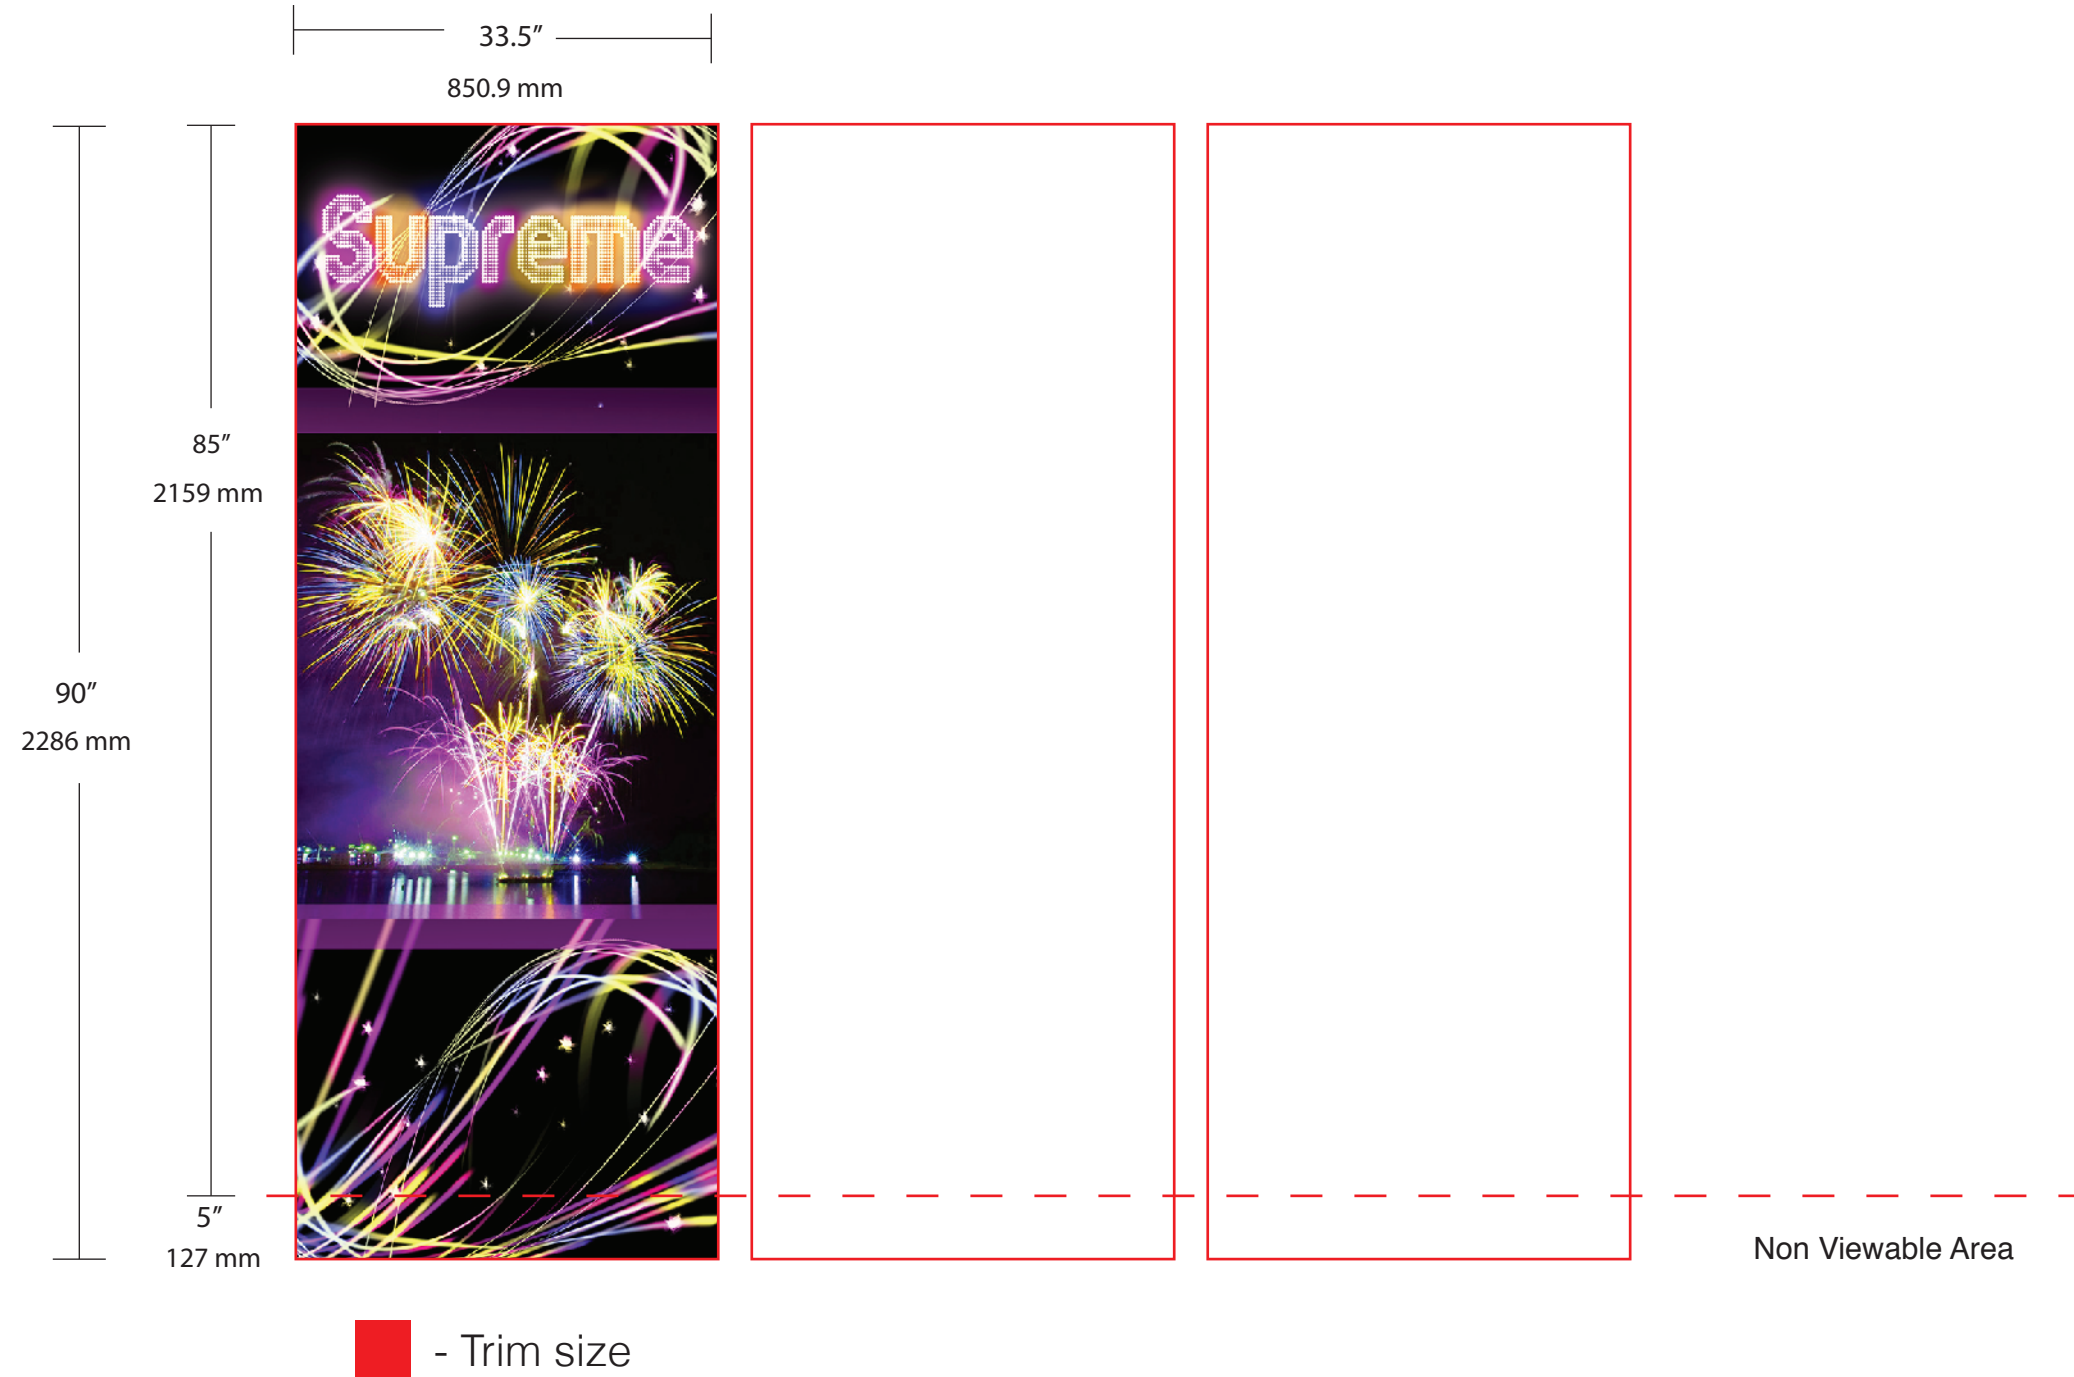 33.5”
850.9 mm
Supreme
85”
2159 mm
90”
2286 mm
5”
127 mm
Non Viewable Area
- Trim size